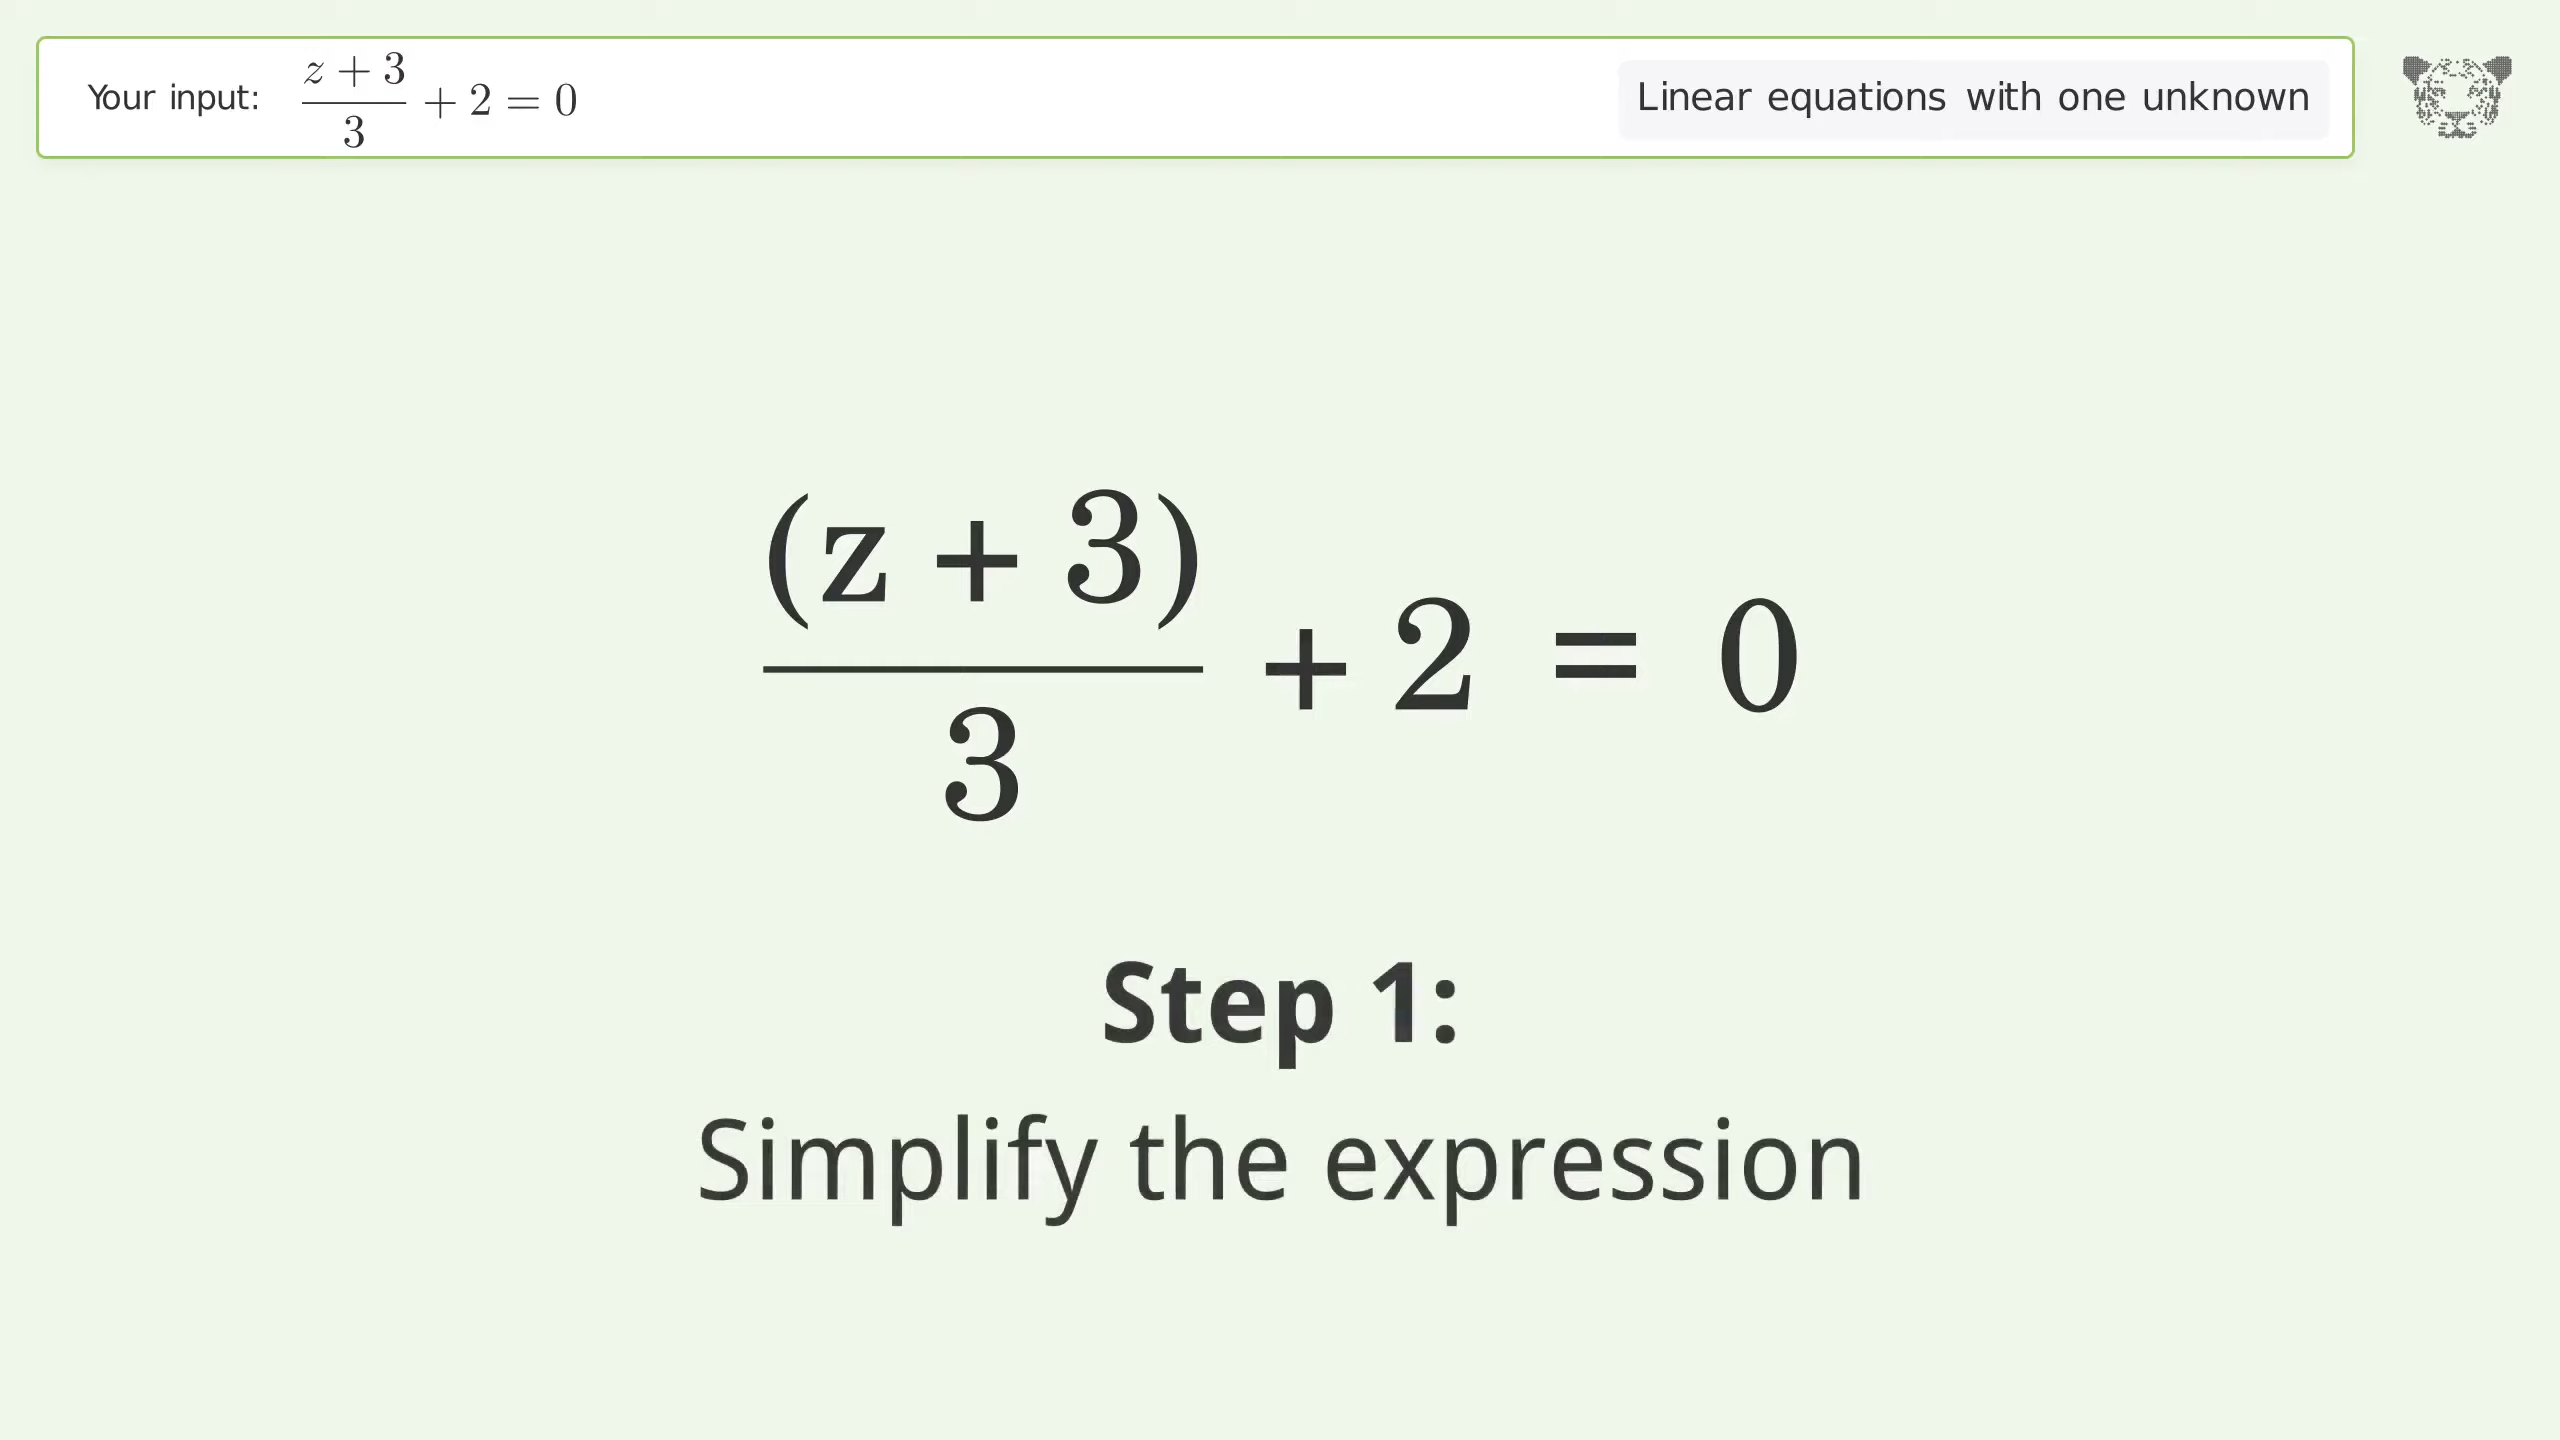 Your input: (z + 3)/3 + 2 = 0
Linear equations with one unknown
(z + 3)
3
+ 2 = 0
Step 1:
Simplify the expression